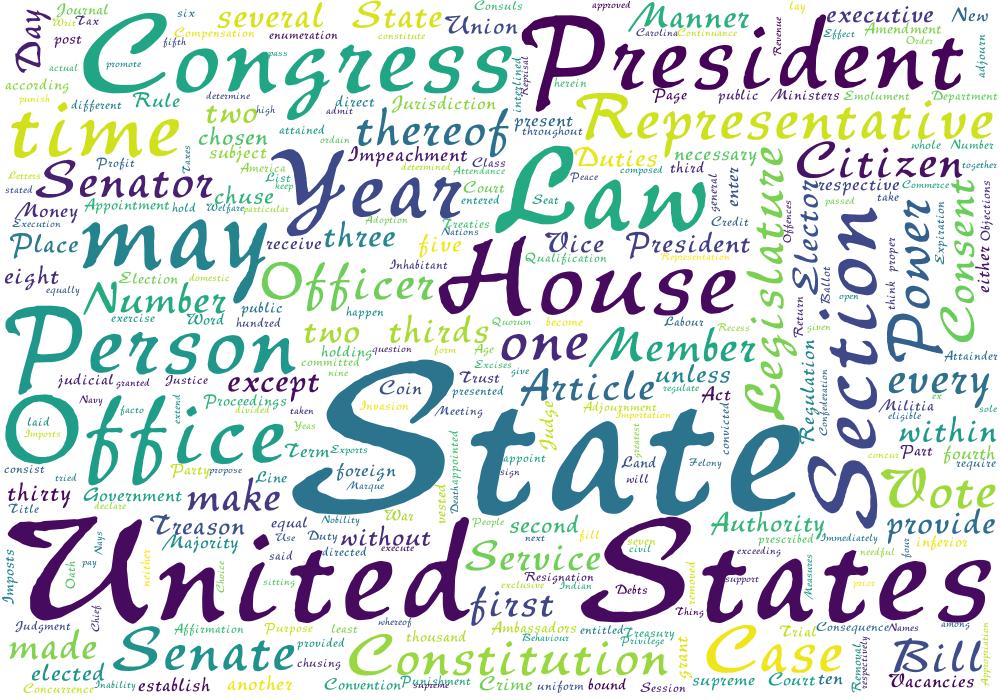 Day
Journal
Writ
Tax
post
six
Compensation
fifth
several
enumeration
State
constitute
Consuls
Union
approved
Carolina
Manner
Continuance
Revenue
lay
executive
Effect
Amendment
Order
New
adjourn
Congress
President
actual
promote
pass
Reprisal
interlined
herein
according
punish
different
Rule
determine
high
two
direct
admit
Jurisdiction
Page
public
Ministers
Emolument
Department
time
chosen
subject
attained
ordain
thereof
present
throughout
Representative
whole
Number
Profit
Taxes
America
List
keep
Impeachment
determined
Class
Attendance
Court
entered
Duties
composed
Peace
necessary
third
general
enter
Citizen
together
Letters
stated
Senator
chuse
Year
Law
Seat
Legislature
respective
Commerce
passed
take
Money
Execution
Appointment
hold
Welfare
particular
Adoption
Treaties
Nations
Credit
Offences
Elector
Section
Power
Consent
Objections
either
Expiration
Place
may
receive
three
five
Inhabitant
Vice President
Qualification
Representation
think proper
Ballot
open
eight
equally
Election
domestic
Officer
House
Number
exercise
Word
public
hundred
happen
Return
given
Person
two thirds
holding
question
form
Quorum
become
Age
Excises
give
one
Labour
Member
Recess
Regulation
Confederation
Attainder
judicial
granted
Justice
except
committed
nine
Coin
Trust
presented
Article
unless
regulate
Act
every
Militia
eligible
ex
sole
Navy
facto
extend
Proceedings
divided
taken
Yeas
Invasion
Meeting
Judge
Adjournment
Importation
greatest
convicted
laid
Imports
Office
Term
Exports
State
within
concur
Part
fourth
require
consist
tried
Party
propose
foreign
Marque
appoint
sign
Land
will
Felony
thirty
Title
Government
declare
Line
make
vested
Death
appointed
Vote
provide
Treason
Majority
equal
Use
said
Nobility
Duty
directed
War
without
execute
People
next
second
fill
seven
civil
Authority
prescribed
Immediately
needful
four
inferior
Imposts
Oath
Nays
pay
neither
Choice
sitting
Service
exclusive
Resignation
Indian
exceeding
support
Measures
prior
United States
first
Debts
removed
Thing
Judgment
Chief
Affirmation
Purpose
least
whereof
thousand
Ambassadors
Behaviour
entitled
Privilege
Treasury
Trial
Consequence
Names
among
made
elected
Concurrence
Inability
Senate
establish
another
provided
chusing
Convention
Constitution
Punishment
supreme
Crime
uniform
bound
Session
grant
Case
supreme Court
ten
Removal
respectively
Bill
Vacancies
Appropriation